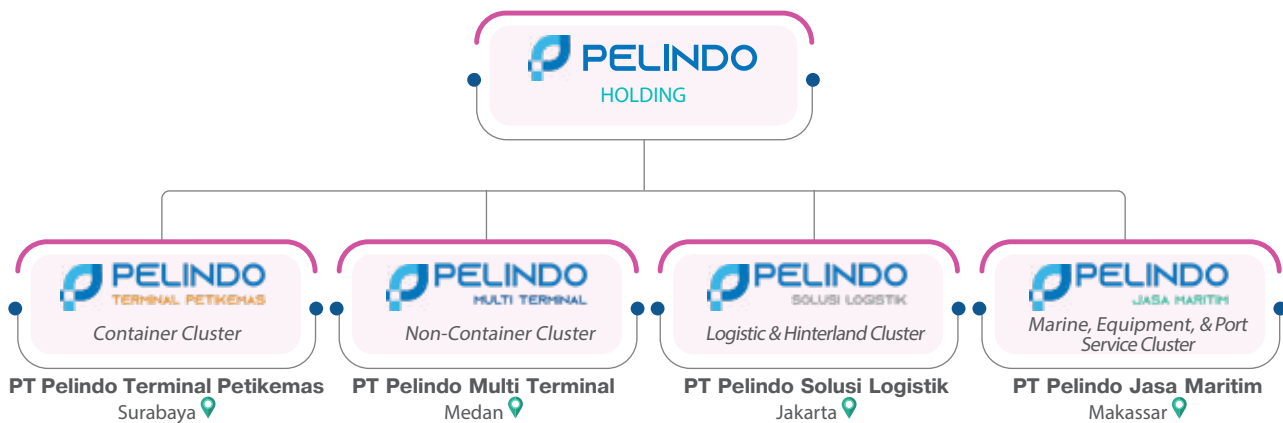 PELINDO
HOLDING
PELINDO
TERMINAL PETIKEMAS
Container Cluster
PT Pelindo Terminal Petikemas
Surabaya
PELINDO
MULTI TERMINAL
Non-Container Cluster
PT Pelindo Multi Terminal
Medan
PELINDO
SOLUSI LOGISTIK
Logistic & Hinterland Cluster
PT Pelindo Solusi Logistik
Jakarta
PELINDO
JASA MARITIM
Marine, Equipment, & Port
Service Cluster
PT Pelindo Jasa Maritim
Makassar